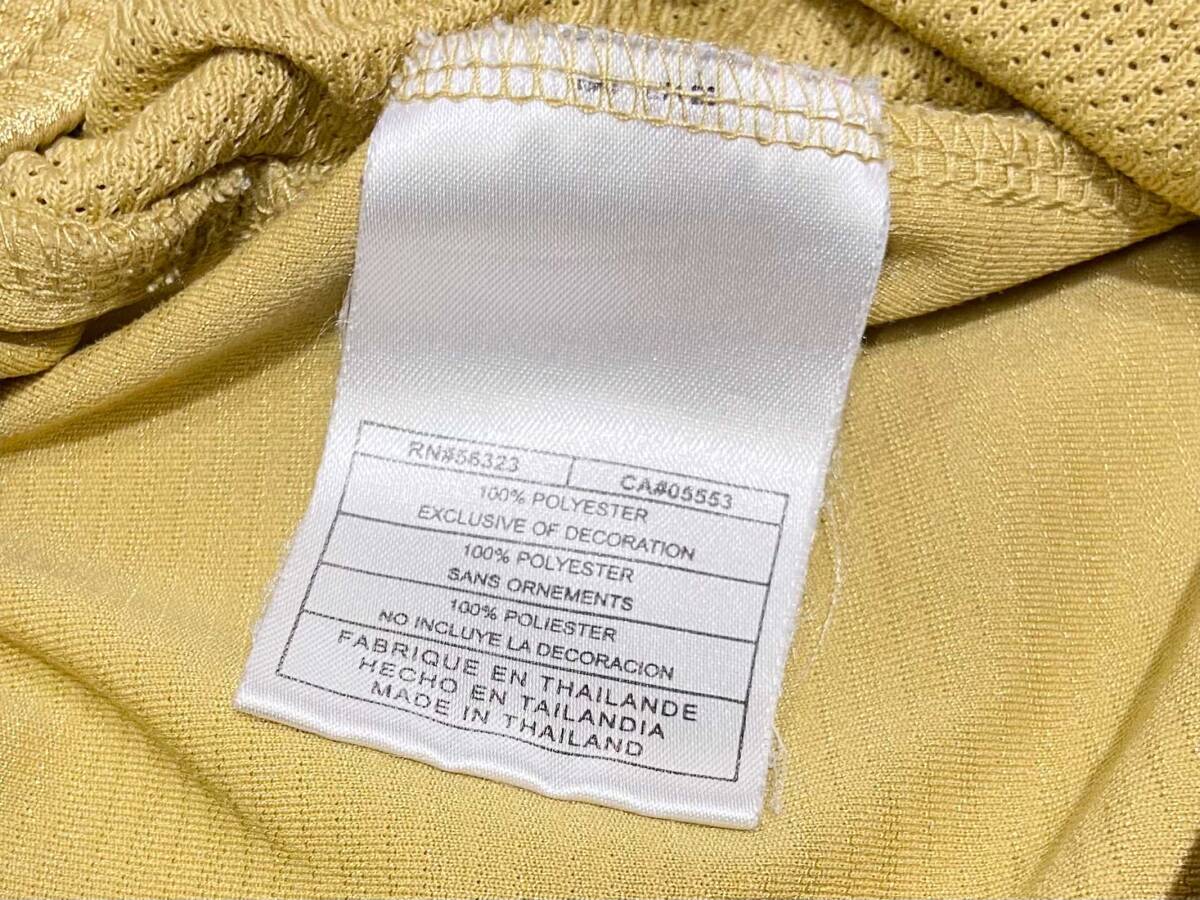 RN#56323
CA#05553
100% POLYESTER
EXCLUSIVE OF DECORATION
100% POLYESTER
SANS ORNEMENTS
100% POLIESTER
NO INCLUYE LA DECORACION
FABRIQUE EN THAILANDE
HECHO EN TAILANDIA
MADE IN THAILAND